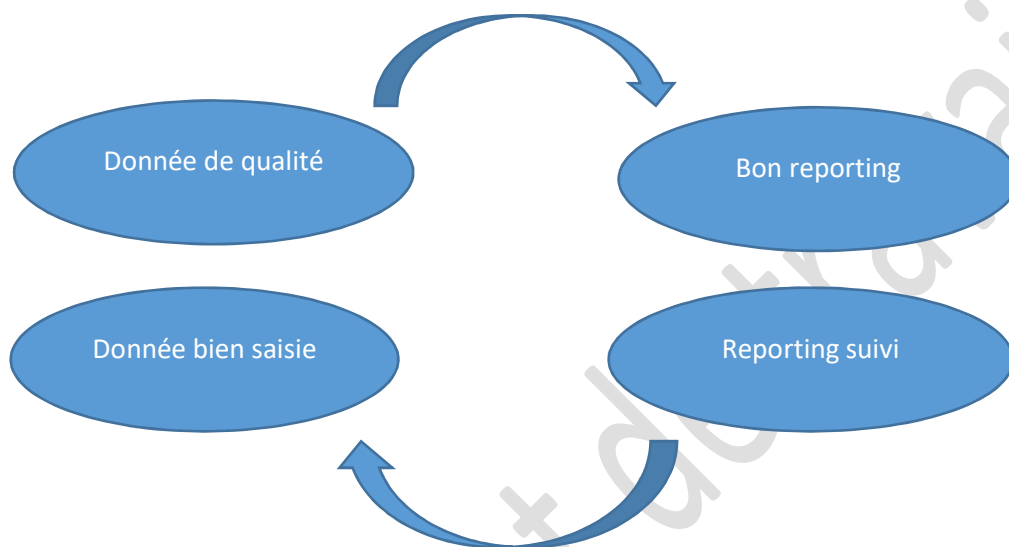 Donnée de qualité
Bon reporting
Donnée bien saisie
Reporting suivi